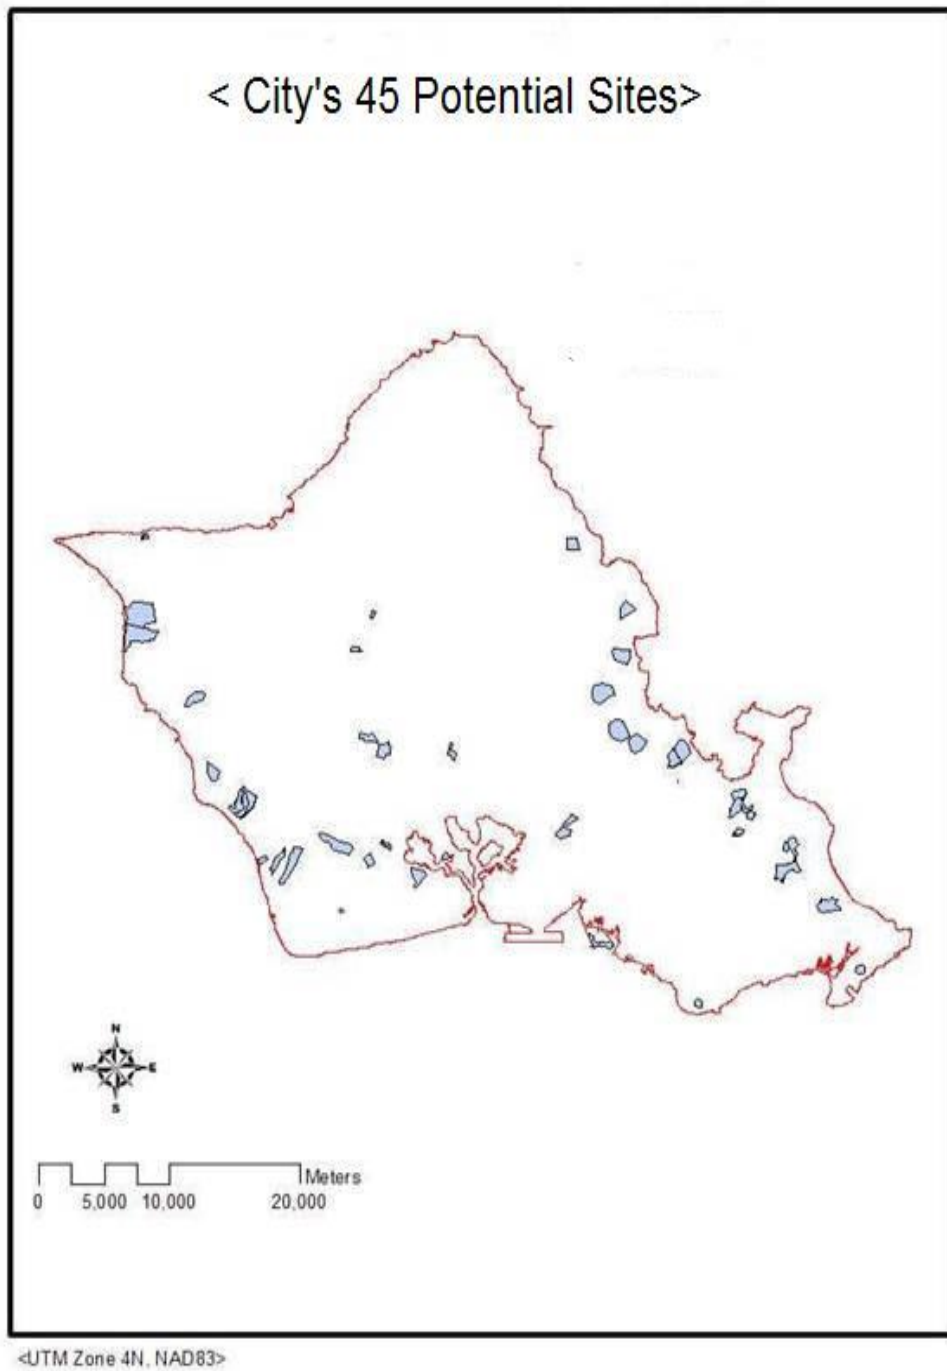 < City's 45 Potential Sites>
N
W E
S
Meters
0 5,000 10,000 20,000
<UTM Zone 4N, NAD83>